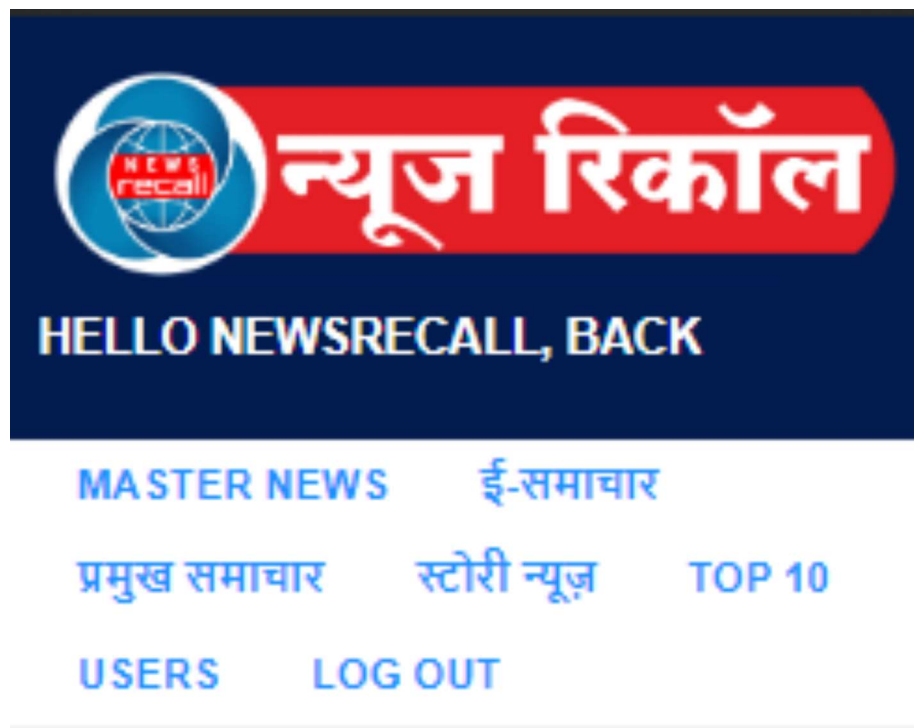 NEWS
recall
न्यूज रिकॉल
HELLO NEWSRECALL, BACK
MASTER NEWS ई-समाचार
प्रमुख समाचार स्टोरी न्यूज़ TOP 10
USERS LOG OUT